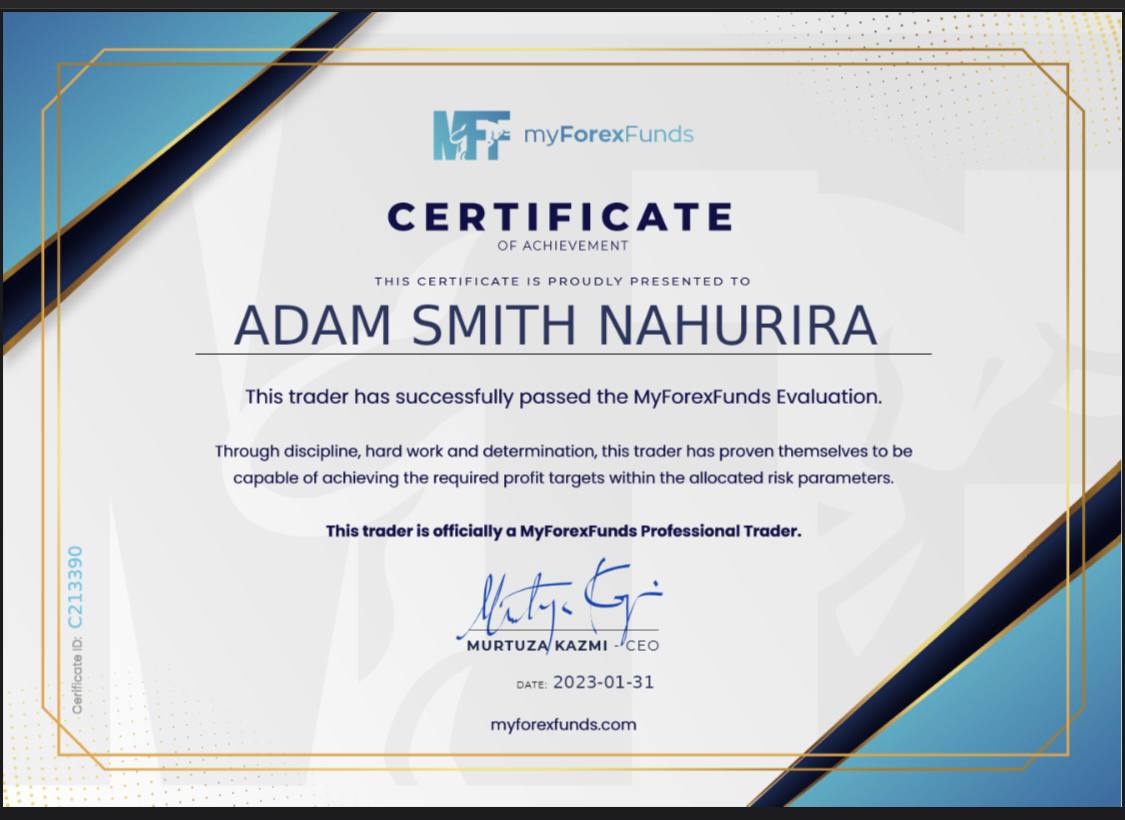 MFF myForexFunds
CERTIFICATE
OF ACHIEVEMENT
THIS CERTIFICATE IS PROUDLY PRESENTED TO
ADAM SMITH NAHURIRA
This trader has successfully passed the MyForexFunds Evaluation.
Through discipline, hard work and determination, this trader has proven themselves to be
capable of achieving the required profit targets within the allocated risk parameters.
This trader is officially a MyForexFunds Professional Trader.
MURTUZA KAZMI - CEO
DATE: 2023-01-31
myforexfunds.com
Cerificate ID: C213390